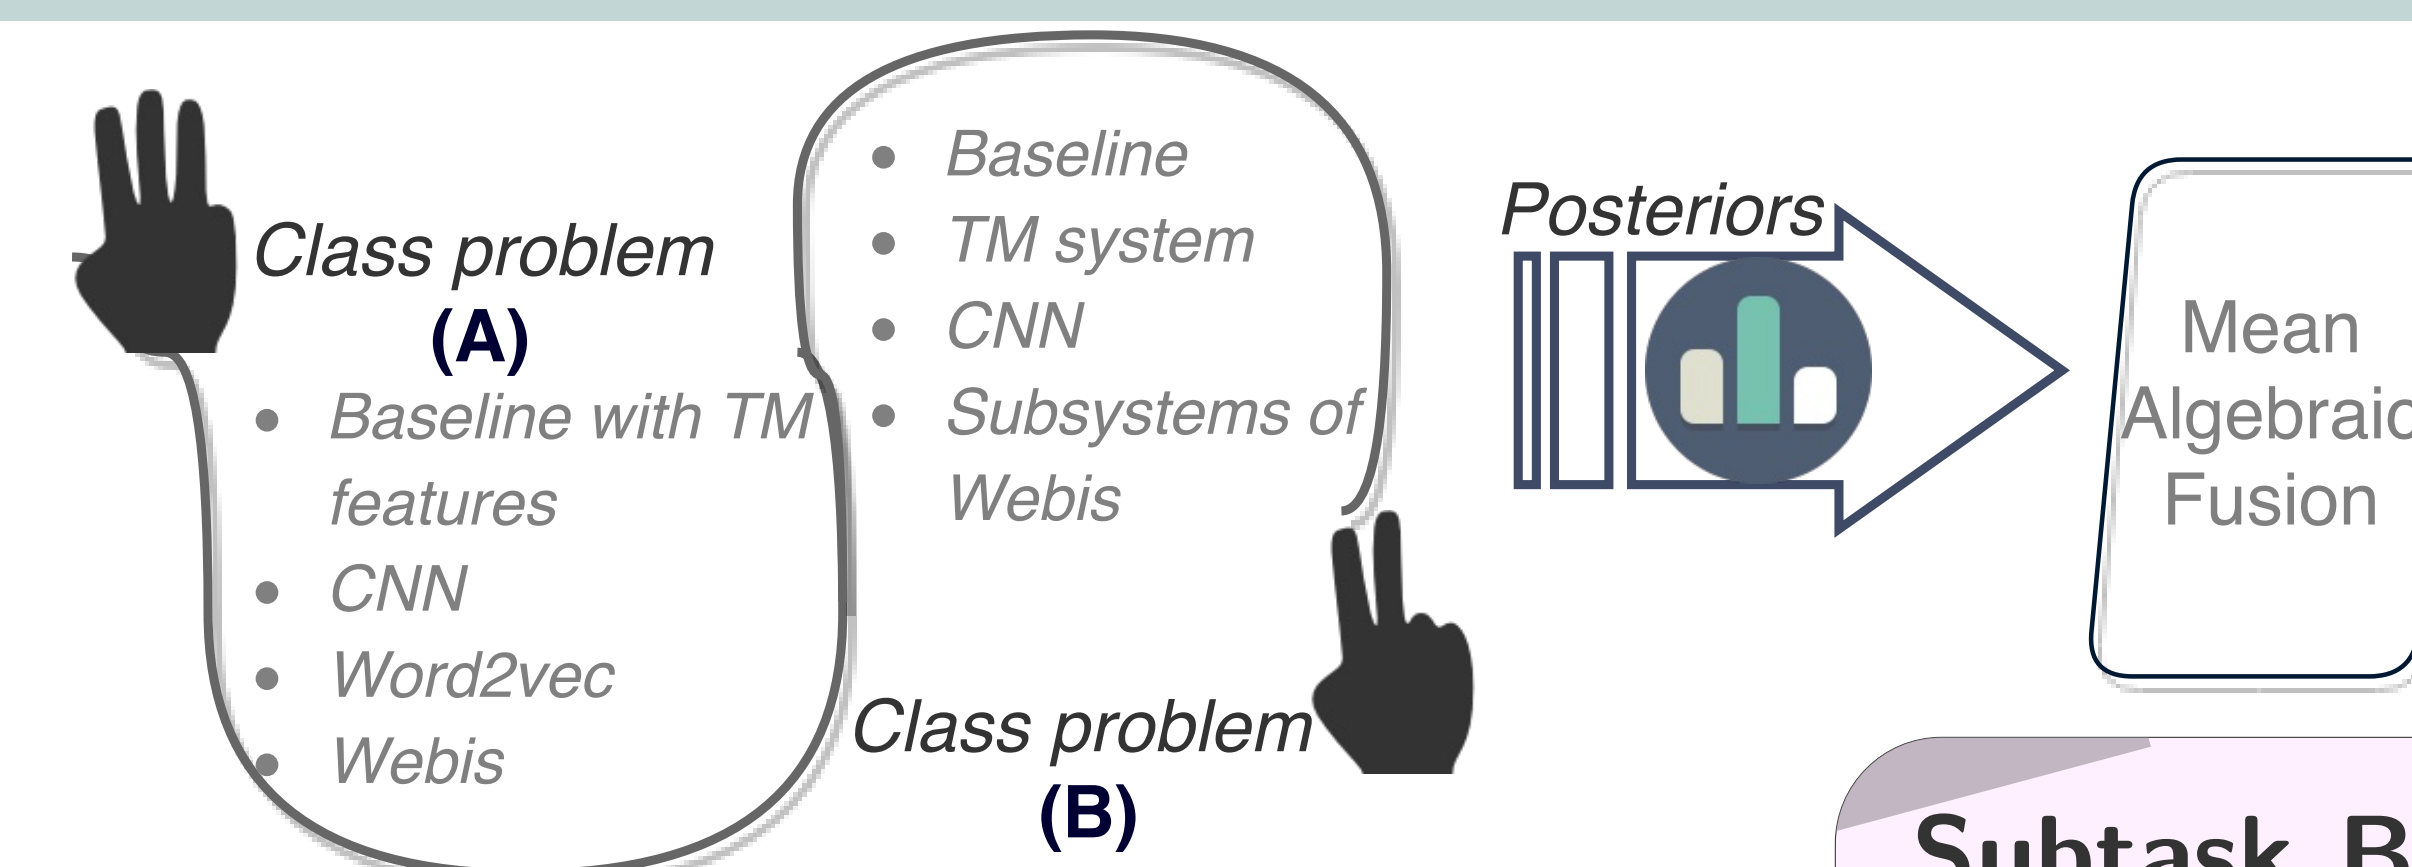 Class problem
(A)
• Baseline with TM
features
• CNN
• Word2vec
• Webis
• Baseline
• TM system
• CNN
• Subsystems of
Webis
Class problem
(B)
Posteriors
Mean
Algebraic
Fusion
Subtask B